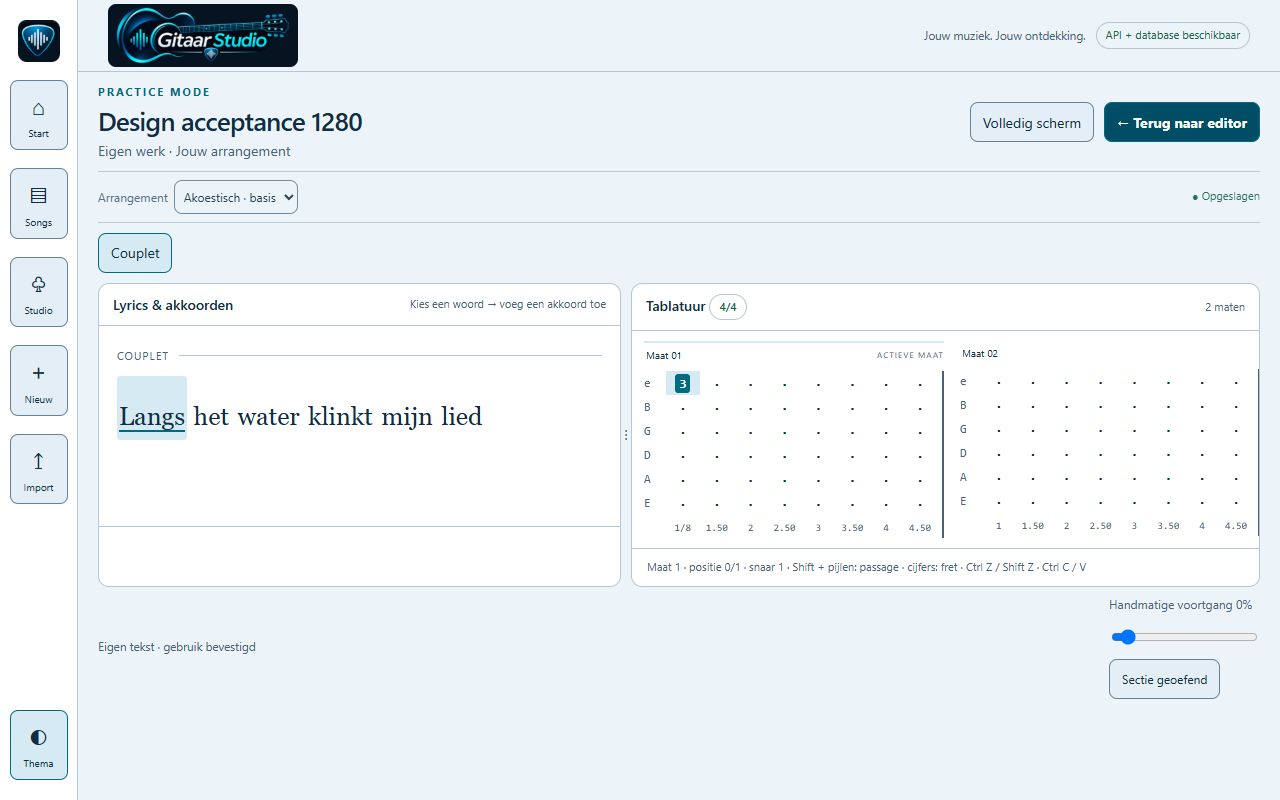 Gitaar Studio
Jouw muziek. Jouw ontdekking.
API + database beschikbaar
Start
Songs
Studio
+
Nieuw
Import
Thema
PRACTICE MODE
Design acceptance 1280
Eigen werk · Jouw arrangement
Volledig scherm
← Terug naar editor
Arrangement
Akoestisch · basis
● Opgeslagen
Couplet
Lyrics & akkoorden
Kies een woord → voeg een akkoord toe
COUPLET
Langs het water klinkt mijn lied
Tablatuur
4/4
2 maten
Maat 01
ACTIEVE MAAT
e 3 · · · · · · ·
B · · · · · · · ·
G · · · · · · · ·
D · · · · · · · ·
A · · · · · · · ·
E · · · · · · · ·
1/8 1.50 2 2.50 3 3.50 4 4.50
Maat 02
e · · · · · · · ·
B · · · · · · · ·
G · · · · · · · ·
D · · · · · · · ·
A · · · · · · · ·
E · · · · · · · ·
1 1.50 2 2.50 3 3.50 4 4.50
Maat 1 · positie 0/1 · snaar 1 · Shift + pijlen: passage · cijfers: fret · Ctrl Z / Shift Z · Ctrl C / V
Eigen tekst · gebruik bevestigd
Handmatige voortgang 0%
Sectie geoefend